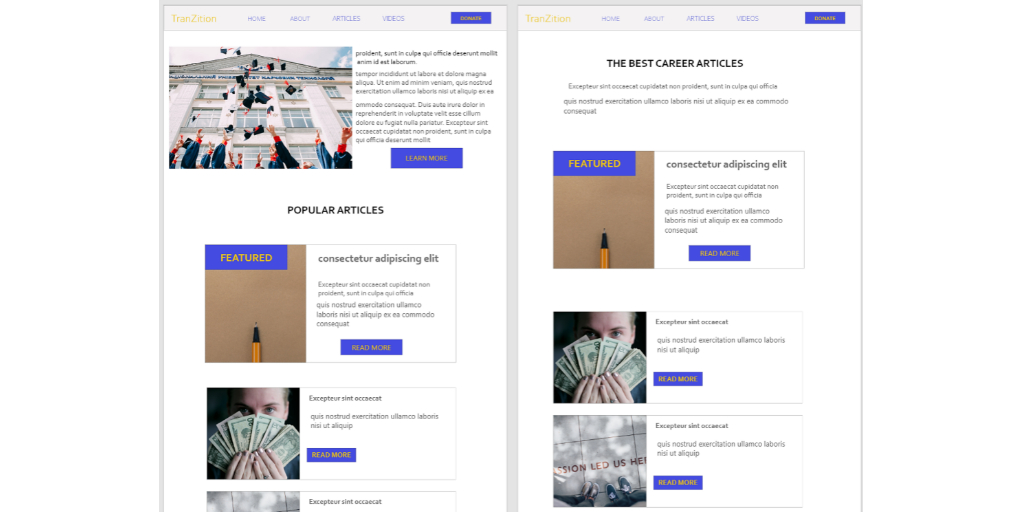 TranZition HOME ABOUT ARTICLES VIDEOS DONATE
proident, sunt in culpa qui officia deserunt mollit
anim id est laborum.
tempor incididunt ut labore et dolore magna
aliqua. Ut enim ad minim veniam, quis nostrud
exercitation ullamco laboris nisi ut aliquip ex ea
ommodo consequat. Duis aute irure dolor in
reprehenderit in voluptate velit esse cillum
dolore eu fugiat nulla pariatur. Excepteur sint
occaecat cupidatat non proident, sunt in culpa
qui officia deserunt mollit
LEARN MORE
POPULAR ARTICLES
FEATURED
consectetur adipiscing elit
Excepteur sint occaecat cupidatat non
proident, sunt in culpa qui officia
quis nostrud exercitation ullamco
laboris nisi ut aliquip ex ea commodo
consequat
READ MORE
Excepteur sint occaecat
quis nostrud exercitation ullamco laboris
nisi ut aliquip
READ MORE
Excepteur sint occaecat
TranZition HOME ABOUT ARTICLES VIDEOS DONATE
THE BEST CAREER ARTICLES
Excepteur sint occaecat cupidatat non proident, sunt in culpa qui officia
quis nostrud exercitation ullamco laboris nisi ut aliquip ex ea commodo
consequat
FEATURED
consectetur adipiscing elit
Excepteur sint occaecat cupidatat non
proident, sunt in culpa qui officia
quis nostrud exercitation ullamco
laboris nisi ut aliquip ex ea commodo
consequat
READ MORE
Excepteur sint occaecat
quis nostrud exercitation ullamco laboris
nisi ut aliquip
READ MORE
SSION LED US HE
Excepteur sint occaecat
quis nostrud exercitation ullamco laboris
nisi ut aliquip
READ MORE